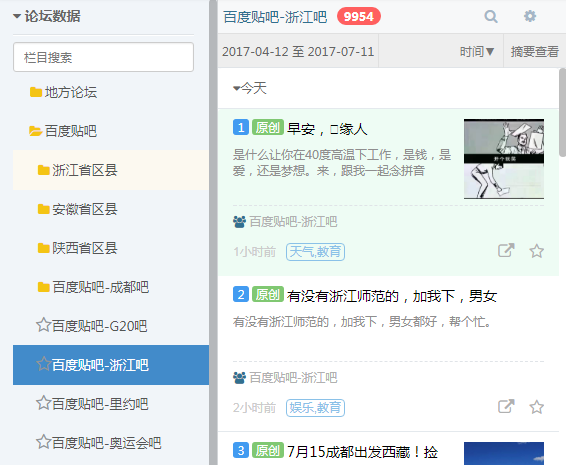 论坛数据
栏目搜索
地方论坛
百度贴吧
浙江省区县
安徽省区县
陕西省区县
百度贴吧-成都吧
百度贴吧-G20吧
百度贴吧-浙江吧
百度贴吧-里约吧
百度贴吧-奥运会吧
百度贴吧-浙江吧 9954
2017-04-12 至 2017-07-11 时间▼ 摘要查看
今天
1 原创 早安，□缘人
是什么让你在40度高温下工作，是钱，是
爱，还是梦想。来，跟我一起念拼音
百度贴吧-浙江吧
1小时前 天气,教育
2 原创 有没有浙江师范的，加我下，男女
有没有浙江师范的，加我下，男女都好，帮个忙。
百度贴吧-浙江吧
2小时前 娱乐,教育
3 原创 7月15成都出发西藏！捡